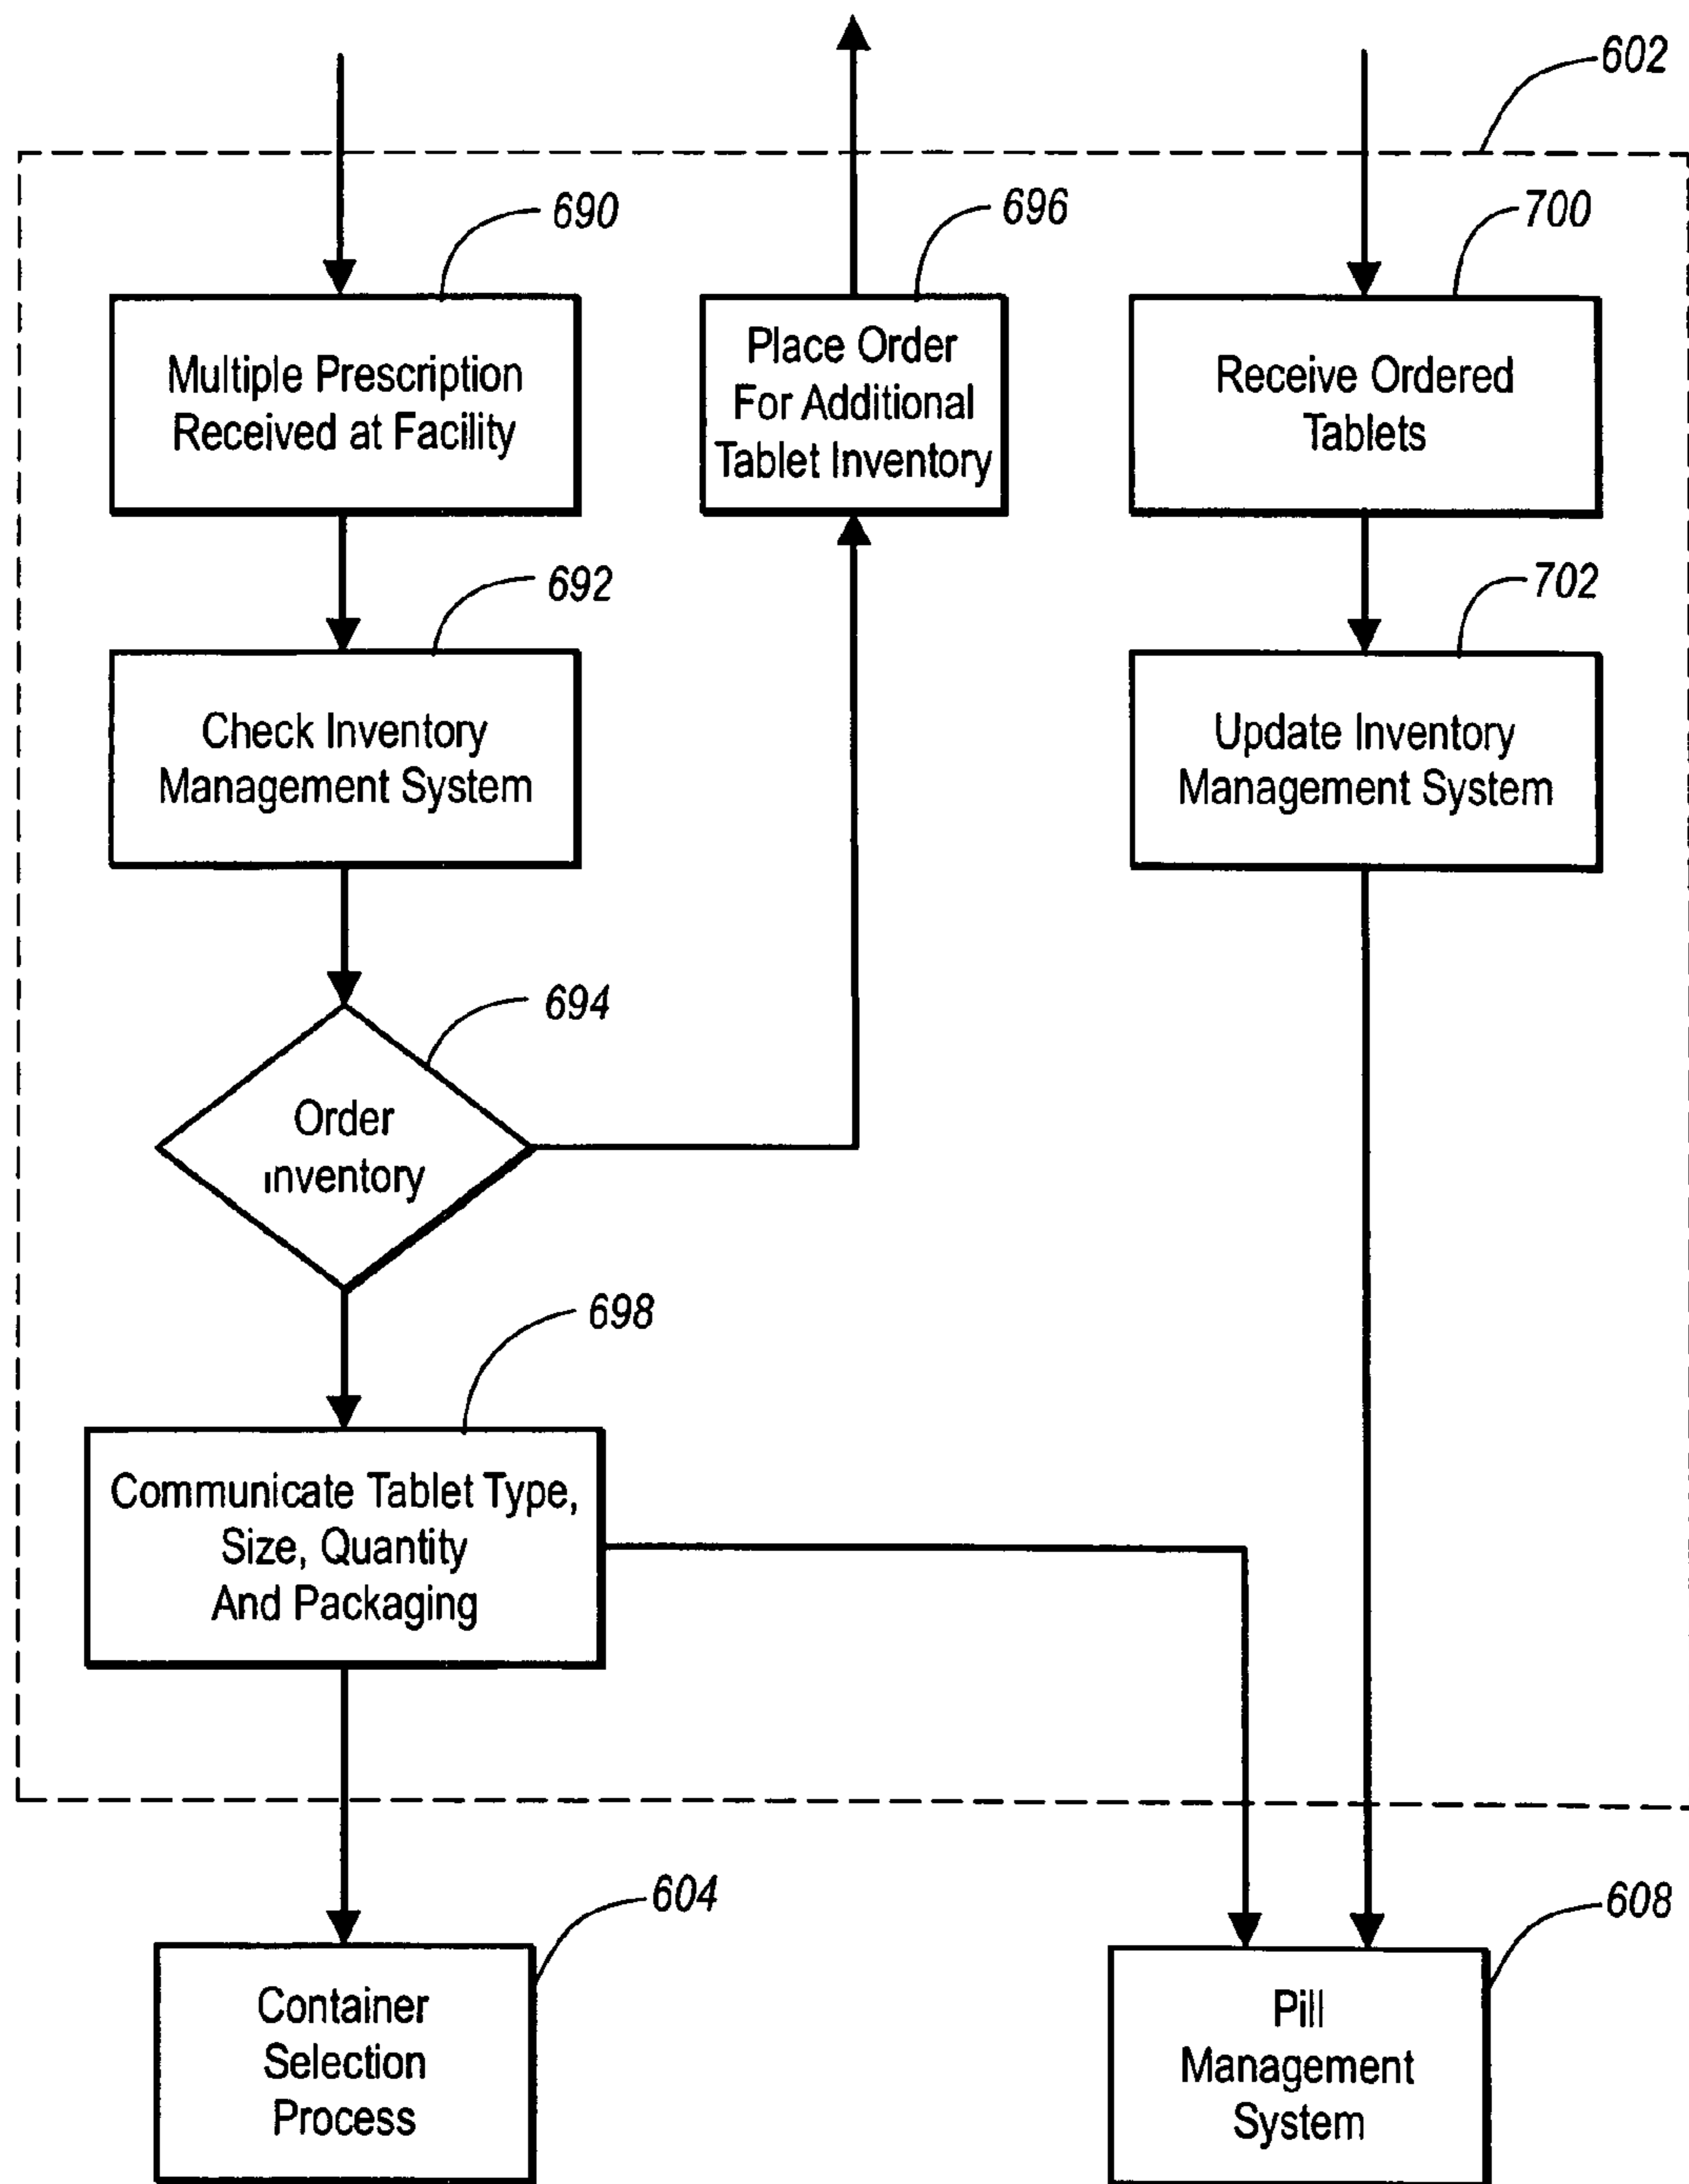 602
690
696
700
Multiple Prescription
Received at Facility
Place Order
For Additional
Tablet Inventory
Receive Ordered
Tablets
692
702
Check Inventory
Management System
Update Inventory
Management System
694
Order
inventory
698
Communicate Tablet Type,
Size, Quantity
And Packaging
604
608
Container
Selection
Process
Pill
Management
System